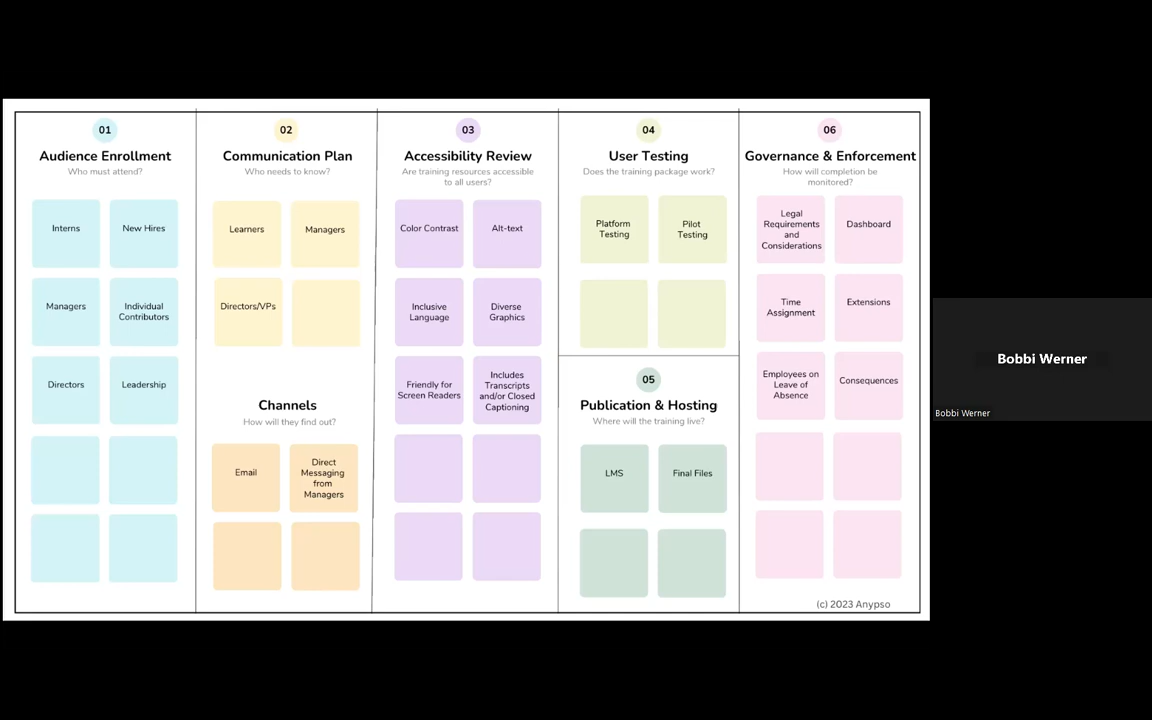 01
Audience Enrollment
Who must attend?
Interns
New Hires
Managers
Individual
Contributors
Directors
Leadership
02
Communication Plan
Who needs to know?
Learners
Managers
Directors/VPs
Channels
How will they find out?
Email
Direct
Messaging
from
Managers
03
Accessibility Review
Are training resources accessible
to all users?
Color Contrast
Alt-text
Inclusive
Language
Diverse
Graphics
Friendly for
Screen Readers
Includes
Transcripts
and/or Closed
Captioning
04
User Testing
Does the training package work?
Platform
Testing
Pilot
Testing
05
Publication & Hosting
Where will the training live?
LMS
Final Files
06
Governance & Enforcement
How will completion be
monitored?
Legal
Requirements
and
Considerations
Dashboard
Time
Assignment
Extensions
Employees on
Leave of
Absence
Consequences
(c) 2023 Anypso
Bobbi Werner
Bobbi Werner